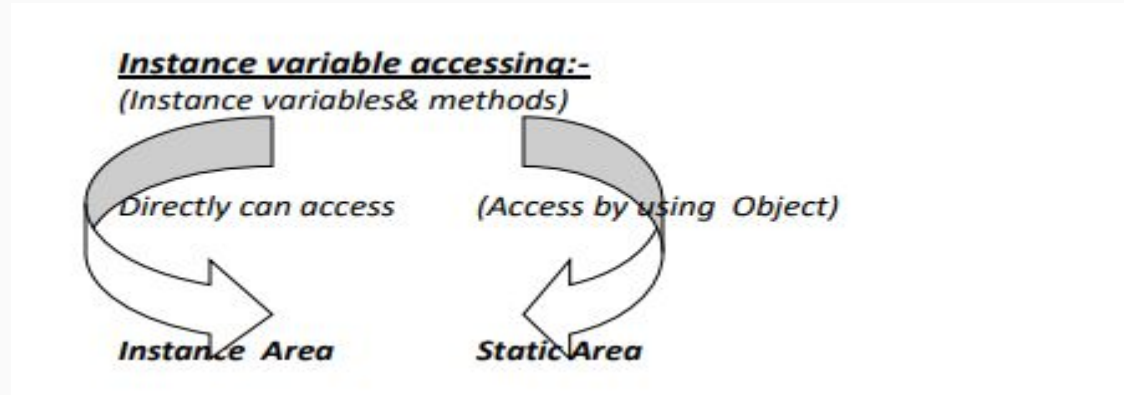 Instance variable accessing:-
(Instance variables& methods)
Directly can access (Access by using Object)
Instance Area Static Area